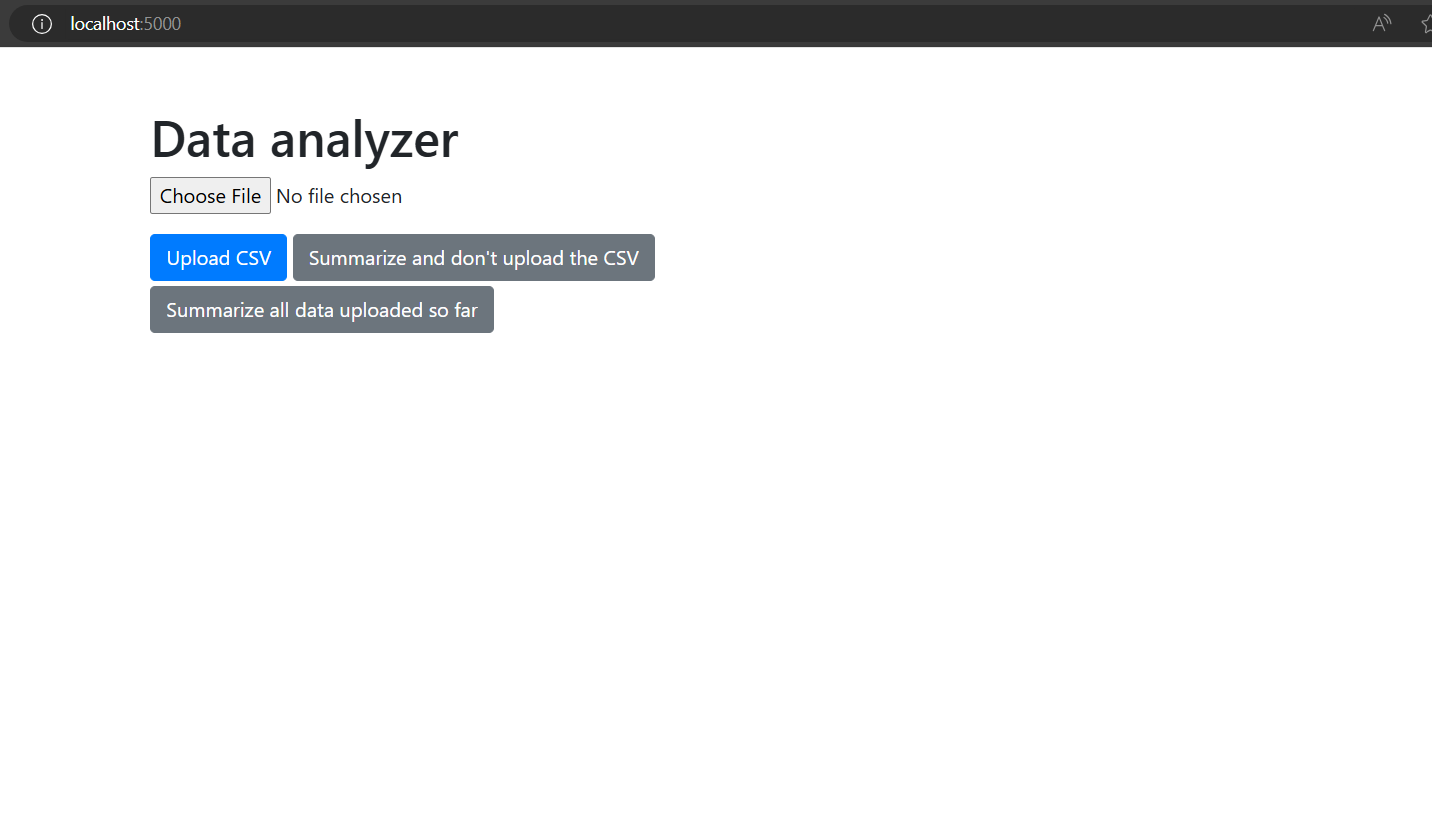 localhost:5000
A
Data analyzer
Choose File No file chosen
Upload CSV Summarize and don't upload the CSV
Summarize all data uploaded so far